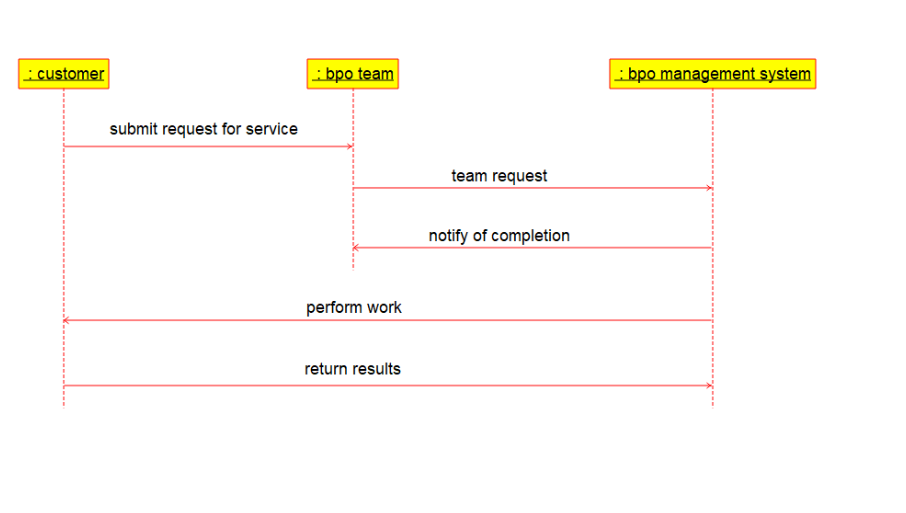 : customer
: bpo team
: bpo management system
submit request for service
team request
notify of completion
perform work
return results